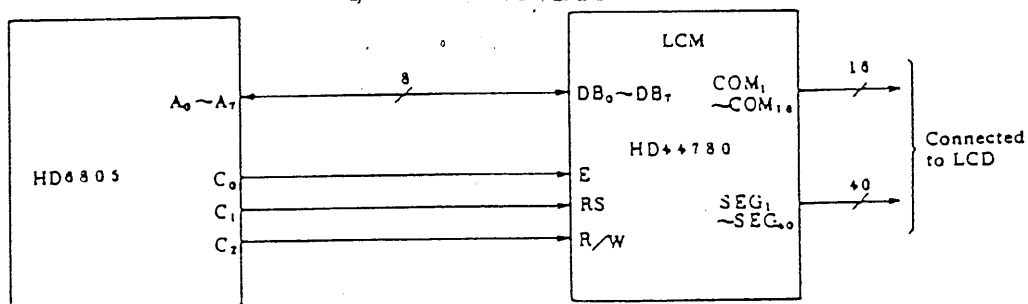 LCM
8
16
A₀~A₇
DB₀~DB₇
COM₁
~COM₁₆
HD6805
HD44780
Connected
to LCD
C₀
E
40
C₁
RS
SEG₁
~SEG₄₀
C₂
R/W